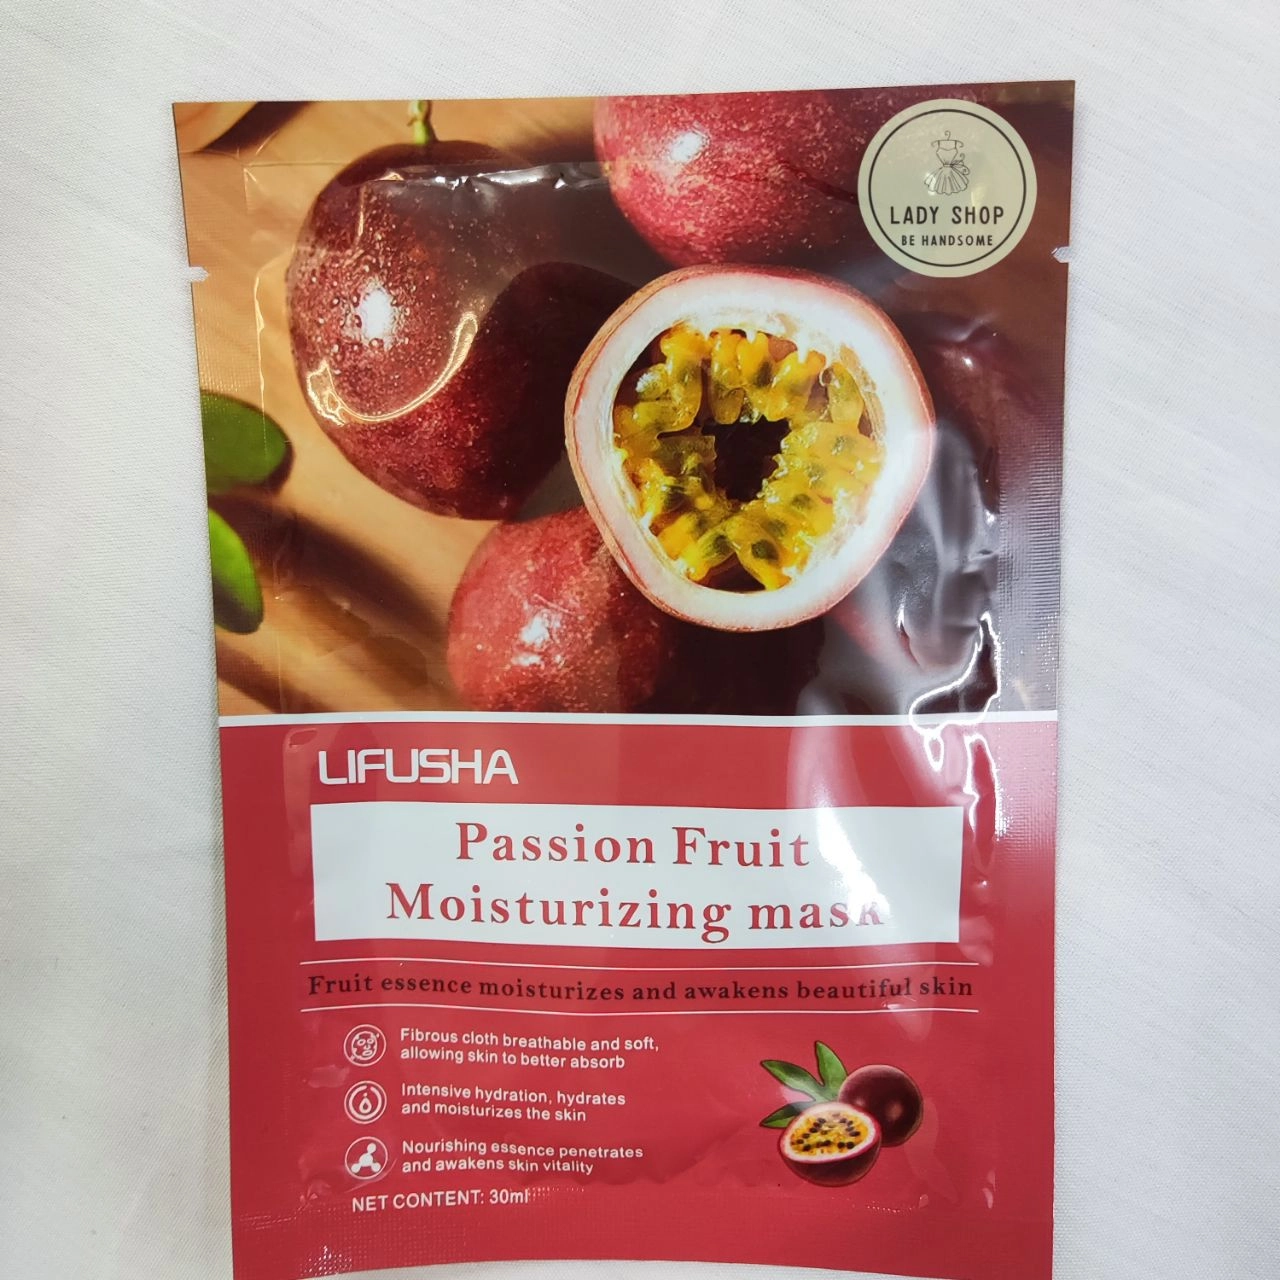 LADY SHOP
BE HANDSOME
LIFUSHA
Passion Fruit
Moisturizing mask
Fruit essence moisturizes and awakens beautiful skin
Fibrous cloth breathable and soft,
allowing skin to better absorb
Intensive hydration, hydrates
and moisturizes the skin
Nourishing essence penetrates
and awakens skin vitality
NET CONTENT: 30ml